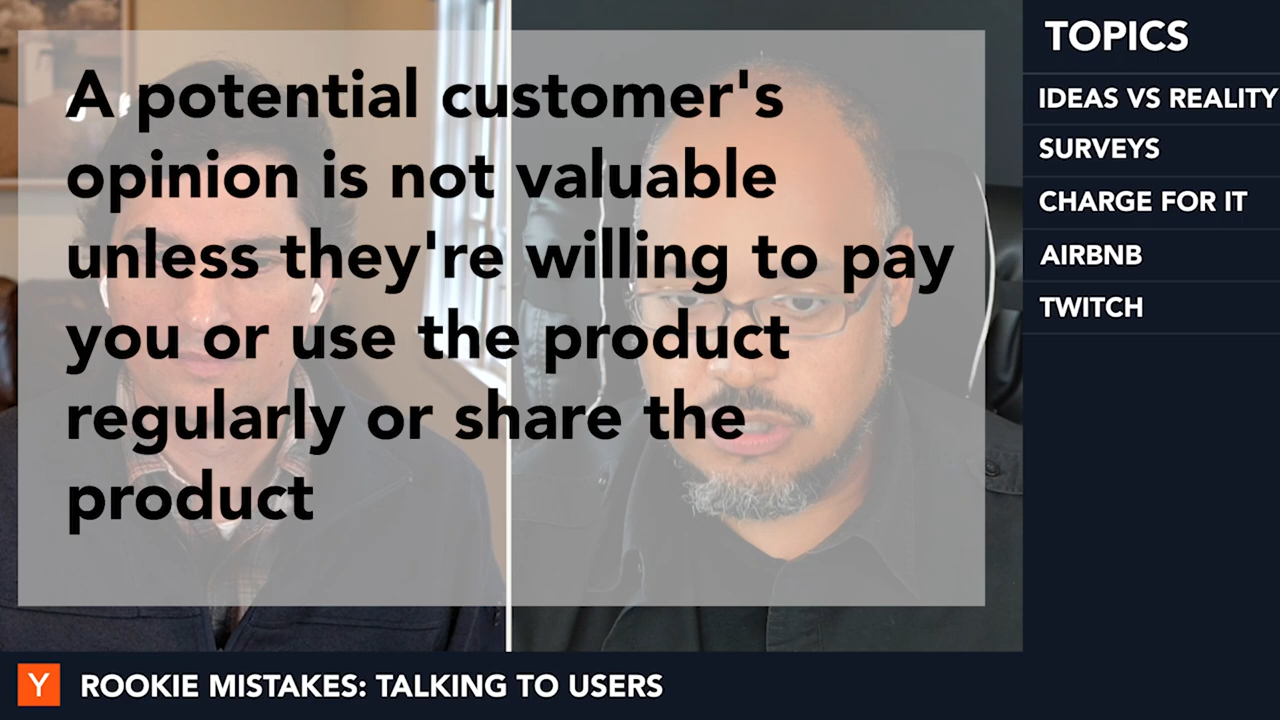 A potential customer's
opinion is not valuable
unless they're willing to pay
you or use the product
regularly or share the
product
TOPICS
IDEAS VS REALITY
SURVEYS
CHARGE FOR IT
AIRBNB
TWITCH
Y ROOKIE MISTAKES: TALKING TO USERS